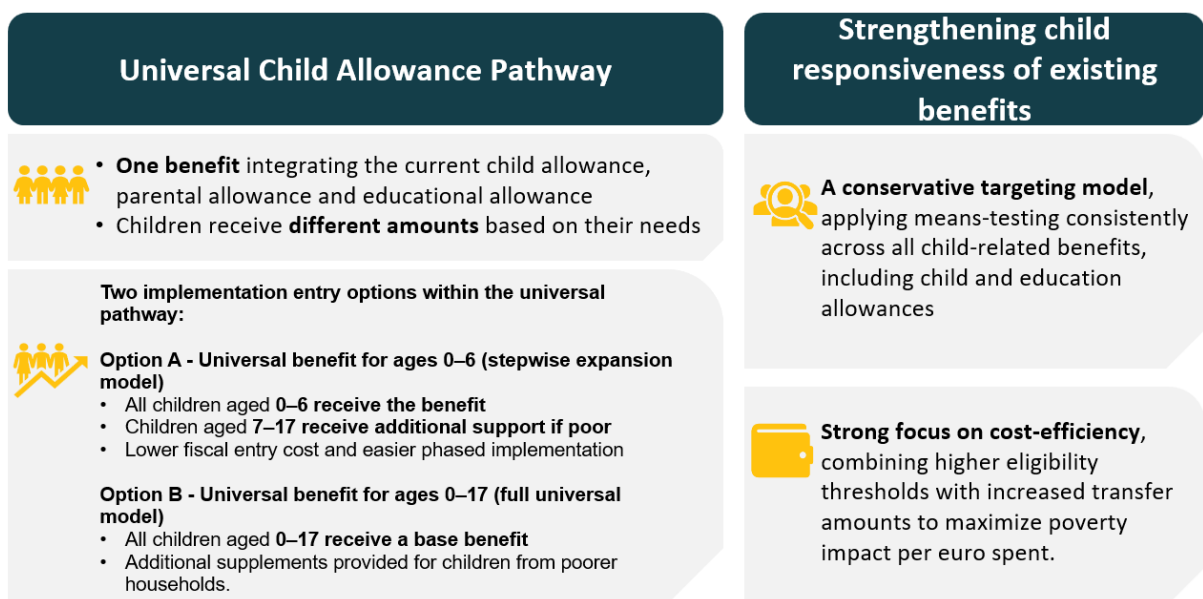 Universal Child Allowance Pathway
• One benefit integrating the current child allowance,
parental allowance and educational allowance
• Children receive different amounts based on their needs
Two implementation entry options within the universal
pathway:
Option A - Universal benefit for ages 0–6 (stepwise expansion
model)
• All children aged 0–6 receive the benefit
• Children aged 7–17 receive additional support if poor
• Lower fiscal entry cost and easier phased implementation
Option B - Universal benefit for ages 0–17 (full universal
model)
• All children aged 0–17 receive a base benefit
• Additional supplements provided for children from poorer
households.
Strengthening child
responsiveness of existing
benefits
A conservative targeting model,
applying means-testing consistently
across all child-related benefits,
including child and education
allowances
Strong focus on cost-efficiency,
combining higher eligibility
thresholds with increased transfer
amounts to maximize poverty
impact per euro spent.